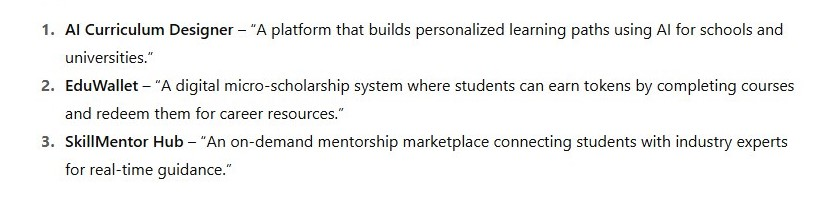 1. AI Curriculum Designer – “A platform that builds personalized learning paths using AI for schools and
universities.”
2. EduWallet – “A digital micro-scholarship system where students can earn tokens by completing courses
and redeem them for career resources.”
3. SkillMentor Hub – “An on-demand mentorship marketplace connecting students with industry experts
for real-time guidance.”